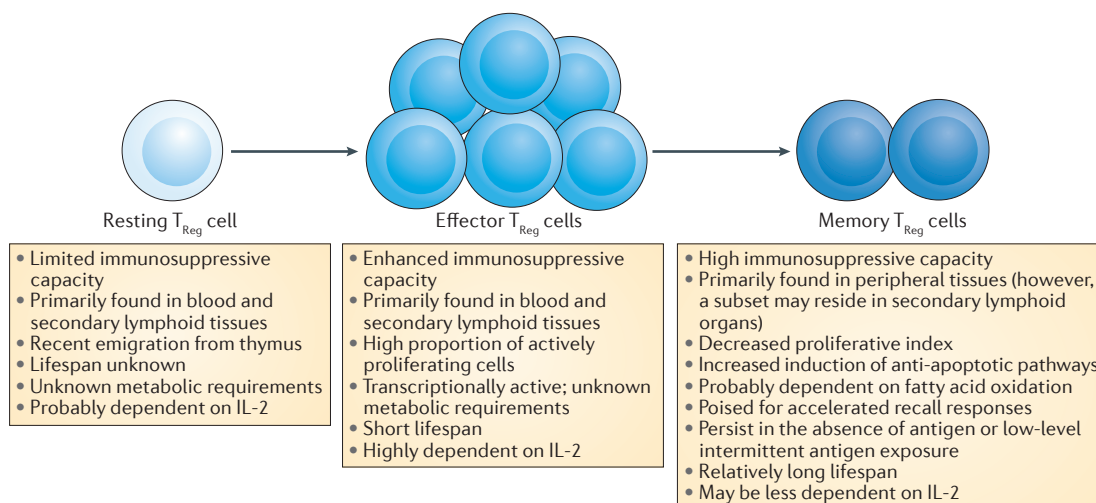 Resting TReg cell
• Limited immunosuppressive
capacity
• Primarily found in blood and
secondary lymphoid tissues
• Recent emigration from thymus
• Lifespan unknown
• Unknown metabolic requirements
• Probably dependent on IL-2
Effector TReg cells
• Enhanced immunosuppressive
capacity
• Primarily found in blood and
secondary lymphoid tissues
• High proportion of actively
proliferating cells
• Transcriptionally active; unknown
metabolic requirements
• Short lifespan
• Highly dependent on IL-2
Memory TReg cells
• High immunosuppressive capacity
• Primarily found in peripheral tissues (however,
a subset may reside in secondary lymphoid
organs)
• Decreased proliferative index
• Increased induction of anti-apoptotic pathways
• Probably dependent on fatty acid oxidation
• Poised for accelerated recall responses
• Persist in the absence of antigen or low-level
intermittent antigen exposure
• Relatively long lifespan
• May be less dependent on IL-2